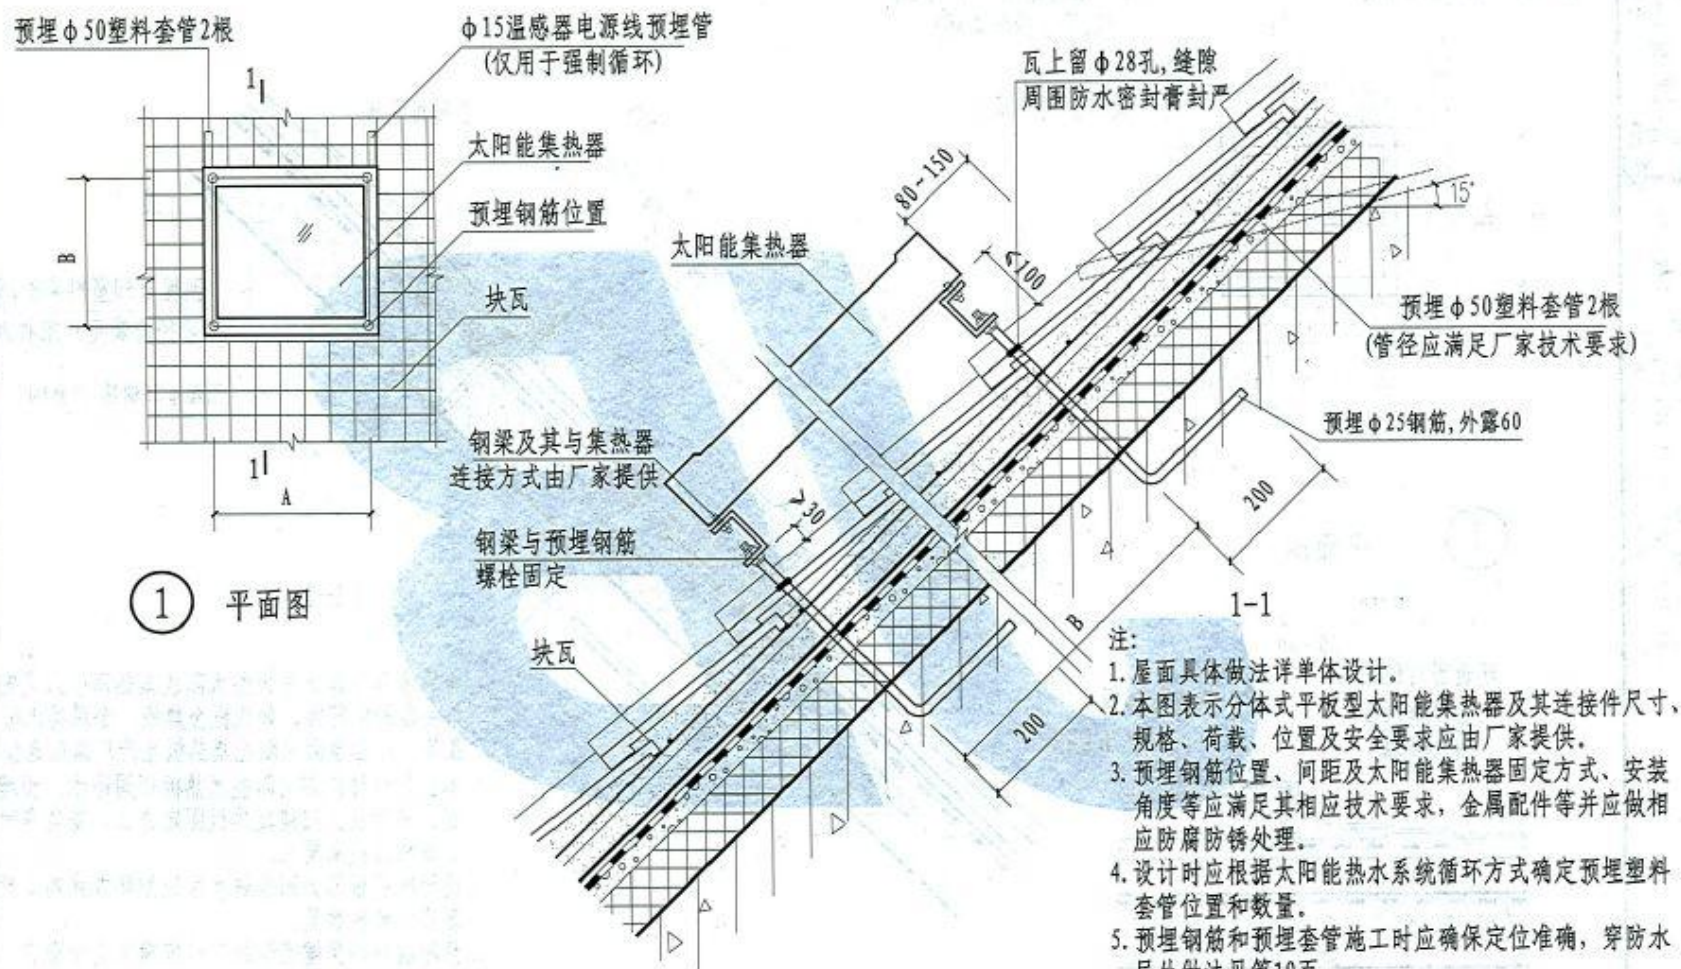 预埋φ50塑料套管2根
φ15温感器电源线预埋管
(仅用于强制循环)
1
太阳能集热器
预埋钢筋位置
B
块瓦
1
A
① 平面图
瓦上留φ28孔,缝隙
周围防水密封膏封严
80~150
太阳能集热器
<100
15°
预埋φ50塑料套管2根
(管径应满足厂家技术要求)
预埋φ25钢筋,外露60
钢梁及其与集热器
连接方式由厂家提供
>30
钢梁与预埋钢筋
螺栓固定
块瓦
200
B
200
1-1
注:
1. 屋面具体做法详单体设计。
2. 本图表示分体式平板型太阳能集热器及其连接件尺寸、
规格、荷载、位置及安全要求应由厂家提供。
3. 预埋钢筋位置、间距及太阳能集热器固定方式、安装
角度等应满足其相应技术要求，金属配件等并应做相
应防腐防锈处理。
4. 设计时应根据太阳能热水系统循环方式确定预埋塑料
套管位置和数量。
5. 预埋钢筋和预埋套管施工时应确保定位准确，穿防水